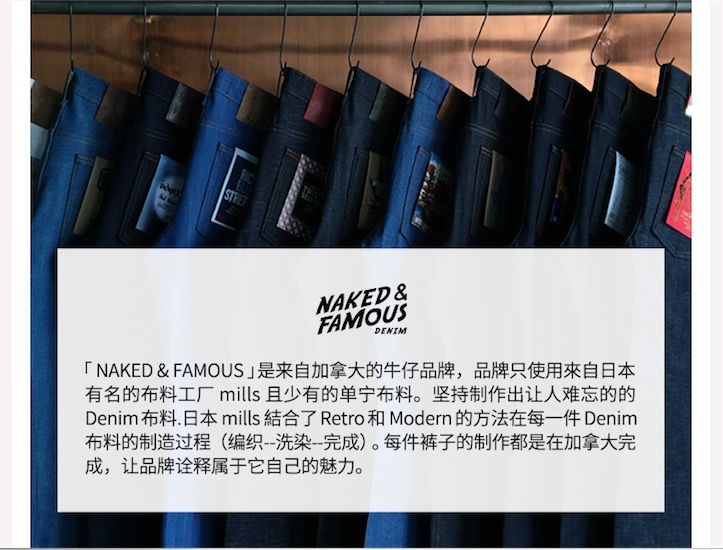 NAKED &
FAMOUS
DENIM
「 NAKED & FAMOUS 」是来自加拿大的牛仔品牌，品牌只使用來自日本
有名的布料工厂 mills 且少有的单宁布料。坚持制作出让人难忘的的
Denim布料.日本 mills 結合了Retro和 Modern的方法在每一件Denim
布料的制造过程（编织--洗染--完成）。每件裤子的制作都是在加拿大完
成，让品牌诠释属于它自己的魅力。